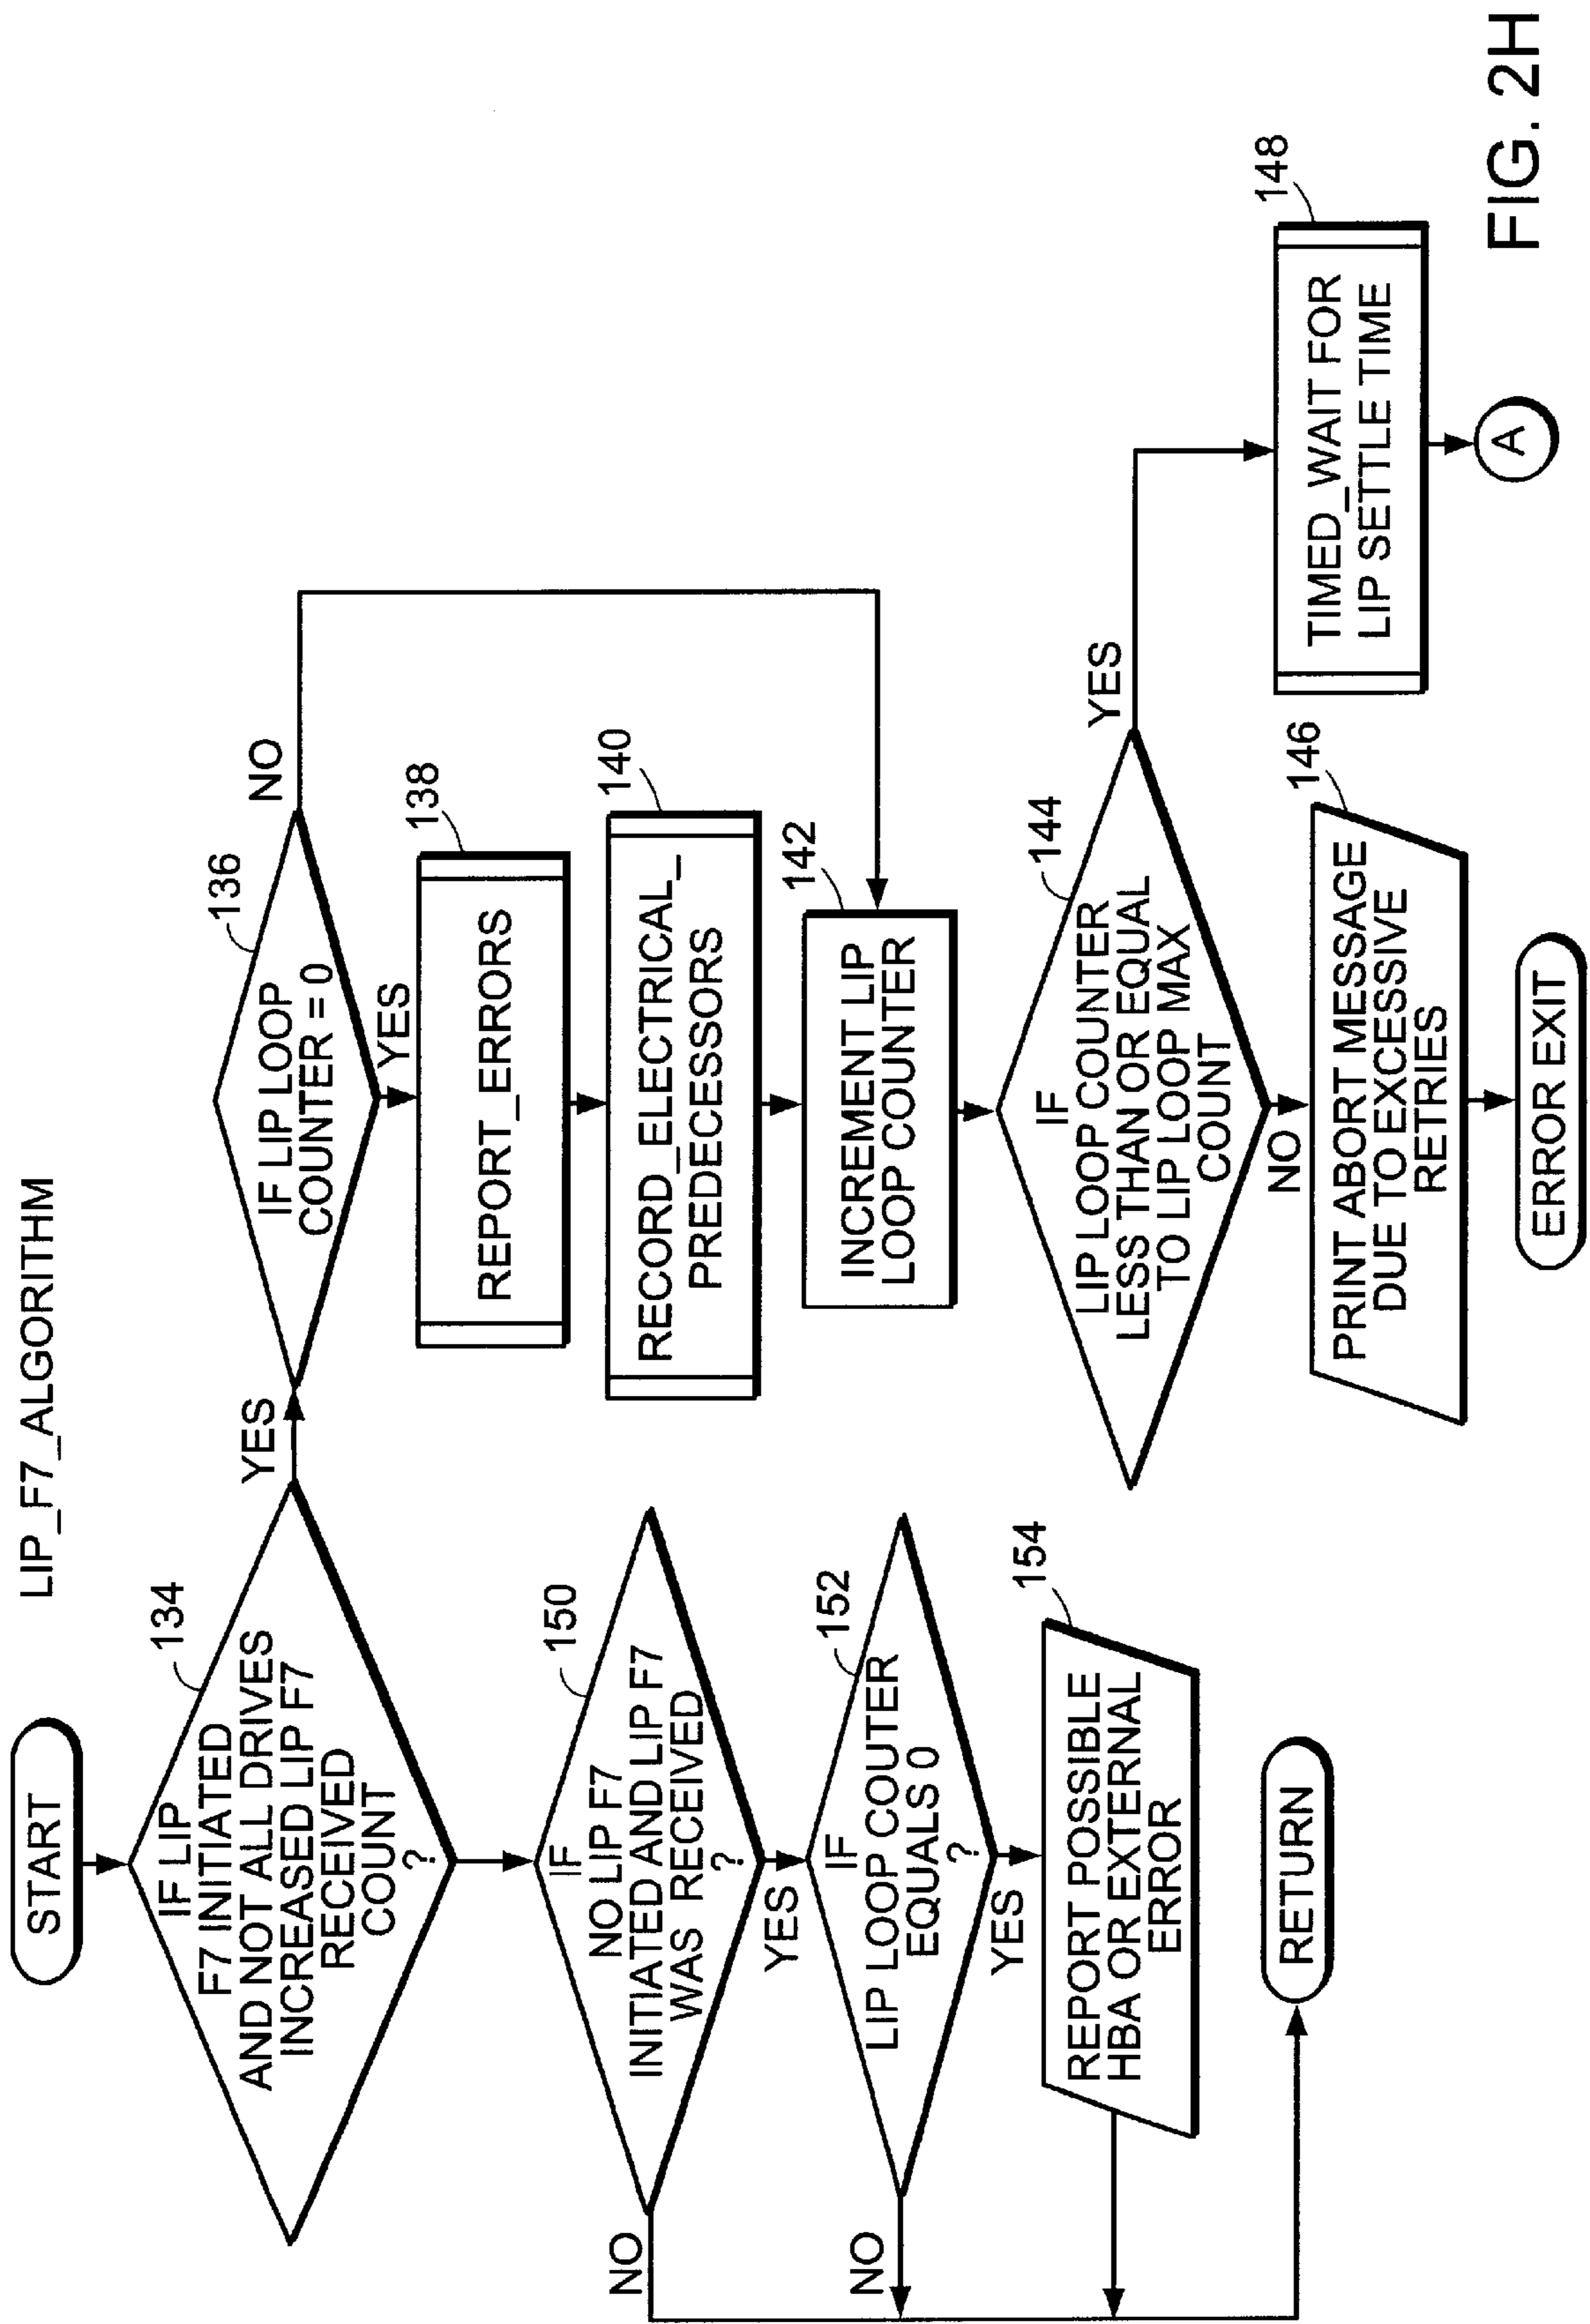 LIP_F7_ALGORITHM
START
IF LIP
F7 INITIATED
AND NOT ALL DRIVES
INCREASED LIP F7
RECEIVED
COUNT
?
134
YES
IF
NO LIP F7
INITIATED AND LIP F7
WAS RECEIVED
?
150
NO
YES
IF
LIP LOOP COUTER
EQUALS 0
?
152
NO
YES
REPORT POSSIBLE
HBA OR EXTERNAL
ERROR
154
RETURN
IF LIP LOOP
COUNTER = 0
136
NO
YES
REPORT_ERRORS
138
RECORD_ELECTRICAL_
PREDECESSORS
140
INCREMENT LIP
LOOP COUNTER
142
IF
LIP LOOP COUNTER
LESS THAN OR EQUAL
TO LIP LOOP MAX
COUNT
144
YES
NO
PRINT ABORT MESSAGE
DUE TO EXCESSIVE
RETRIES
146
ERROR EXIT
TIMED_WAIT FOR
LIP SETTLE TIME
148
A
FIG. 2H